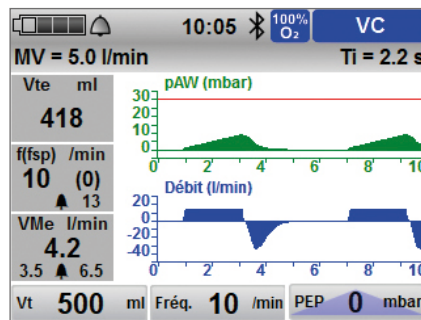 10:05 100% O₂ VC
MV = 5.0 l/min Ti = 2.2 s
Vte ml
418
f(fsp) /min
10 (0)
13
VMe l/min
4.2
3.5 6.5
pAW (mbar)
30
20
10
0
0 2 4 6 8 10
Débit (l/min)
20
0
-20
-40
0 2 4 6 8 10
Vt 500 ml Fréq. 10 /min PEP 0 mbar